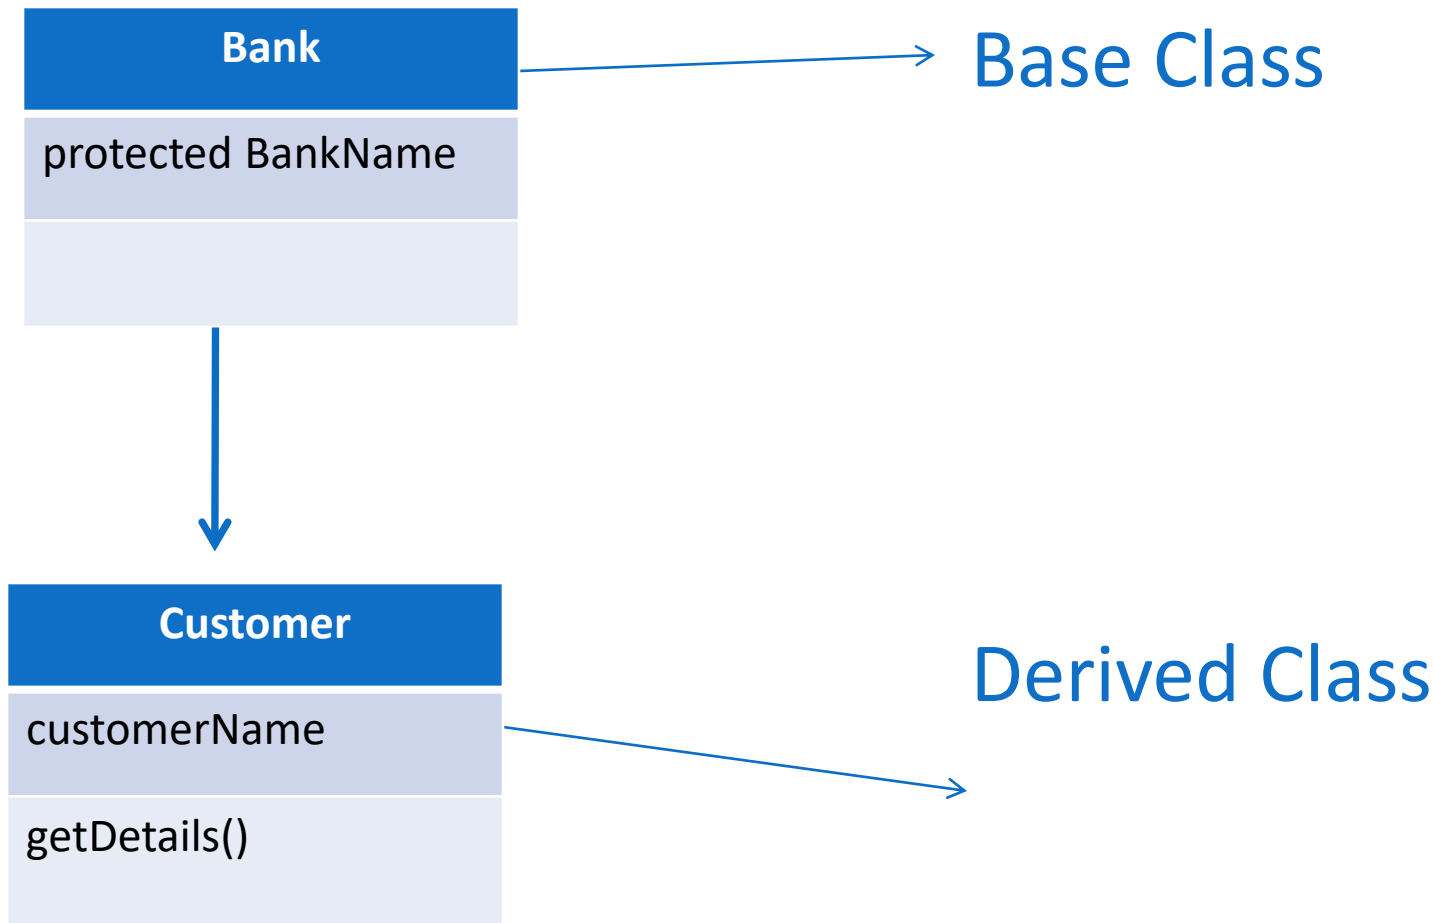 Bank
Base Class
protected BankName
Customer
Derived Class
customerName
getDetails()